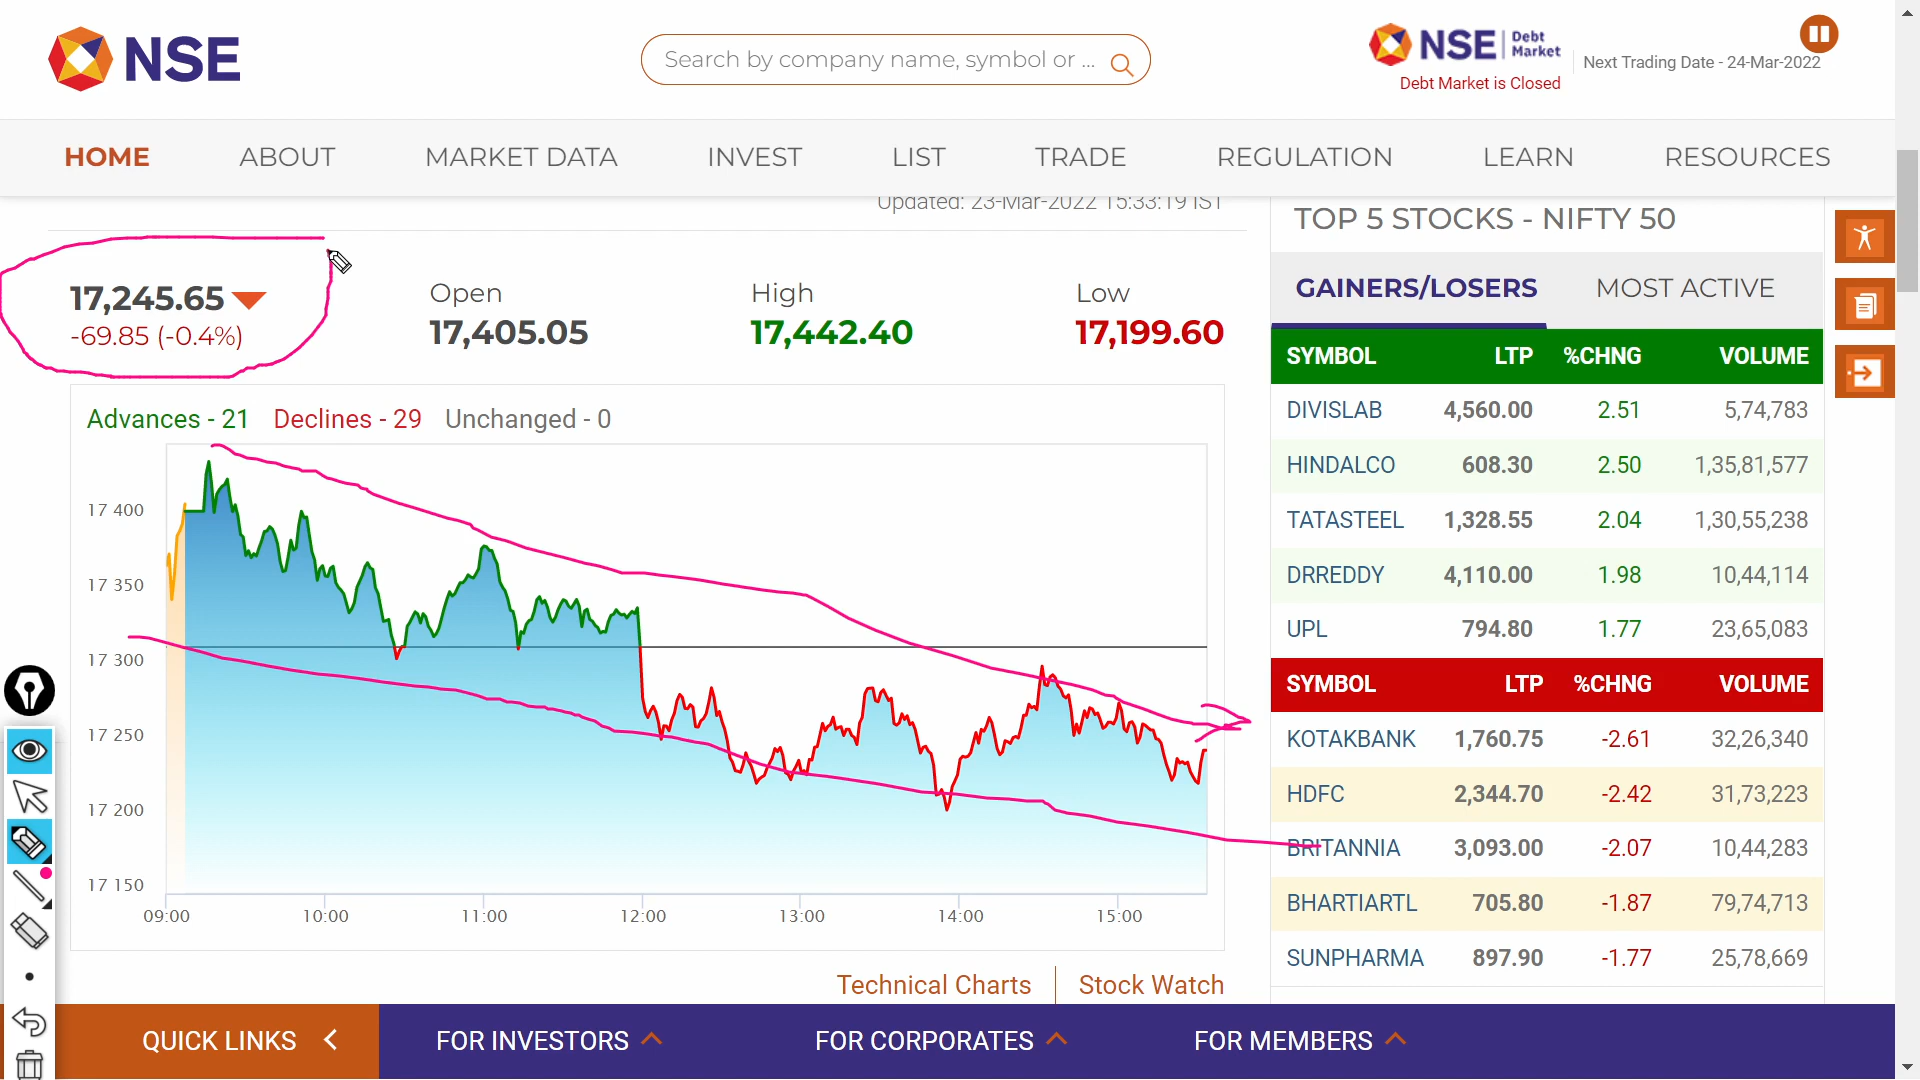 NSE
Search by company name, symbol or ...
NSE Debt Market
Debt Market is Closed
Next Trading Date - 24-Mar-2022
HOME ABOUT MARKET DATA INVEST LIST TRADE REGULATION LEARN RESOURCES
Updated: 23-Mar-2022 15:33:19 IST
17,245.65
-69.85 (-0.4%)
Open
17,405.05
High
17,442.40
Low
17,199.60
Advances - 21 Declines - 29 Unchanged - 0
17 400
17 350
17 300
17 250
17 200
17 150
09:00 10:00 11:00 12:00 13:00 14:00 15:00
Technical Charts Stock Watch
TOP 5 STOCKS - NIFTY 50
GAINERS/LOSERS MOST ACTIVE
SYMBOL LTP %CHNG VOLUME
DIVISLAB 4,560.00 2.51 5,74,783
HINDALCO 608.30 2.50 1,35,81,577
TATASTEEL 1,328.55 2.04 1,30,55,238
DRREDDY 4,110.00 1.98 10,44,114
UPL 794.80 1.77 23,65,083
SYMBOL LTP %CHNG VOLUME
KOTAKBANK 1,760.75 -2.61 32,26,340
HDFC 2,344.70 -2.42 31,73,223
BRITANNIA 3,093.00 -2.07 10,44,283
BHARTIARTL 705.80 -1.87 79,74,713
SUNPHARMA 897.90 -1.77 25,78,669
QUICK LINKS FOR INVESTORS FOR CORPORATES FOR MEMBERS